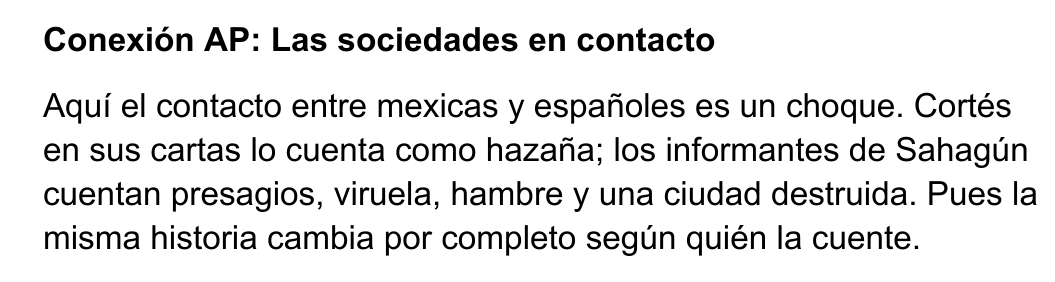 Conexión AP: Las sociedades en contacto
Aquí el contacto entre mexicas y españoles es un choque. Cortés
en sus cartas lo cuenta como hazaña; los informantes de Sahagún
cuentan presagios, viruela, hambre y una ciudad destruida. Pues la
misma historia cambia por completo según quién la cuente.